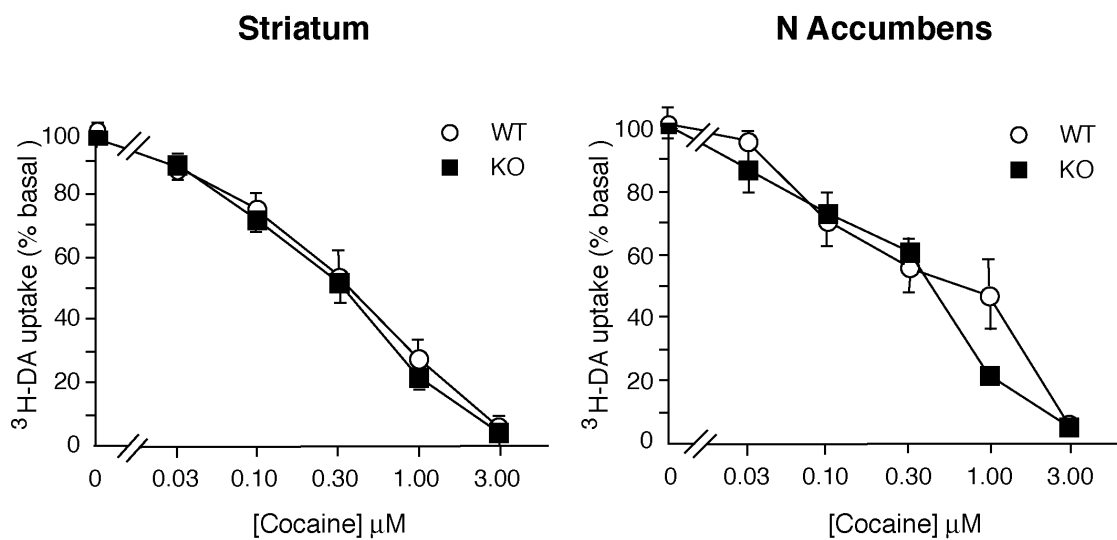 Striatum
N Accumbens
WT
KO
WT
KO
³H-DA uptake (% basal )
100
80
60
40
20
0
0 0.03 0.10 0.30 1.00 3.00
[Cocaine] μM
³H-DA uptake (% basal )
100
80
60
40
20
0
0 0.03 0.10 0.30 1.00 3.00
[Cocaine] μM